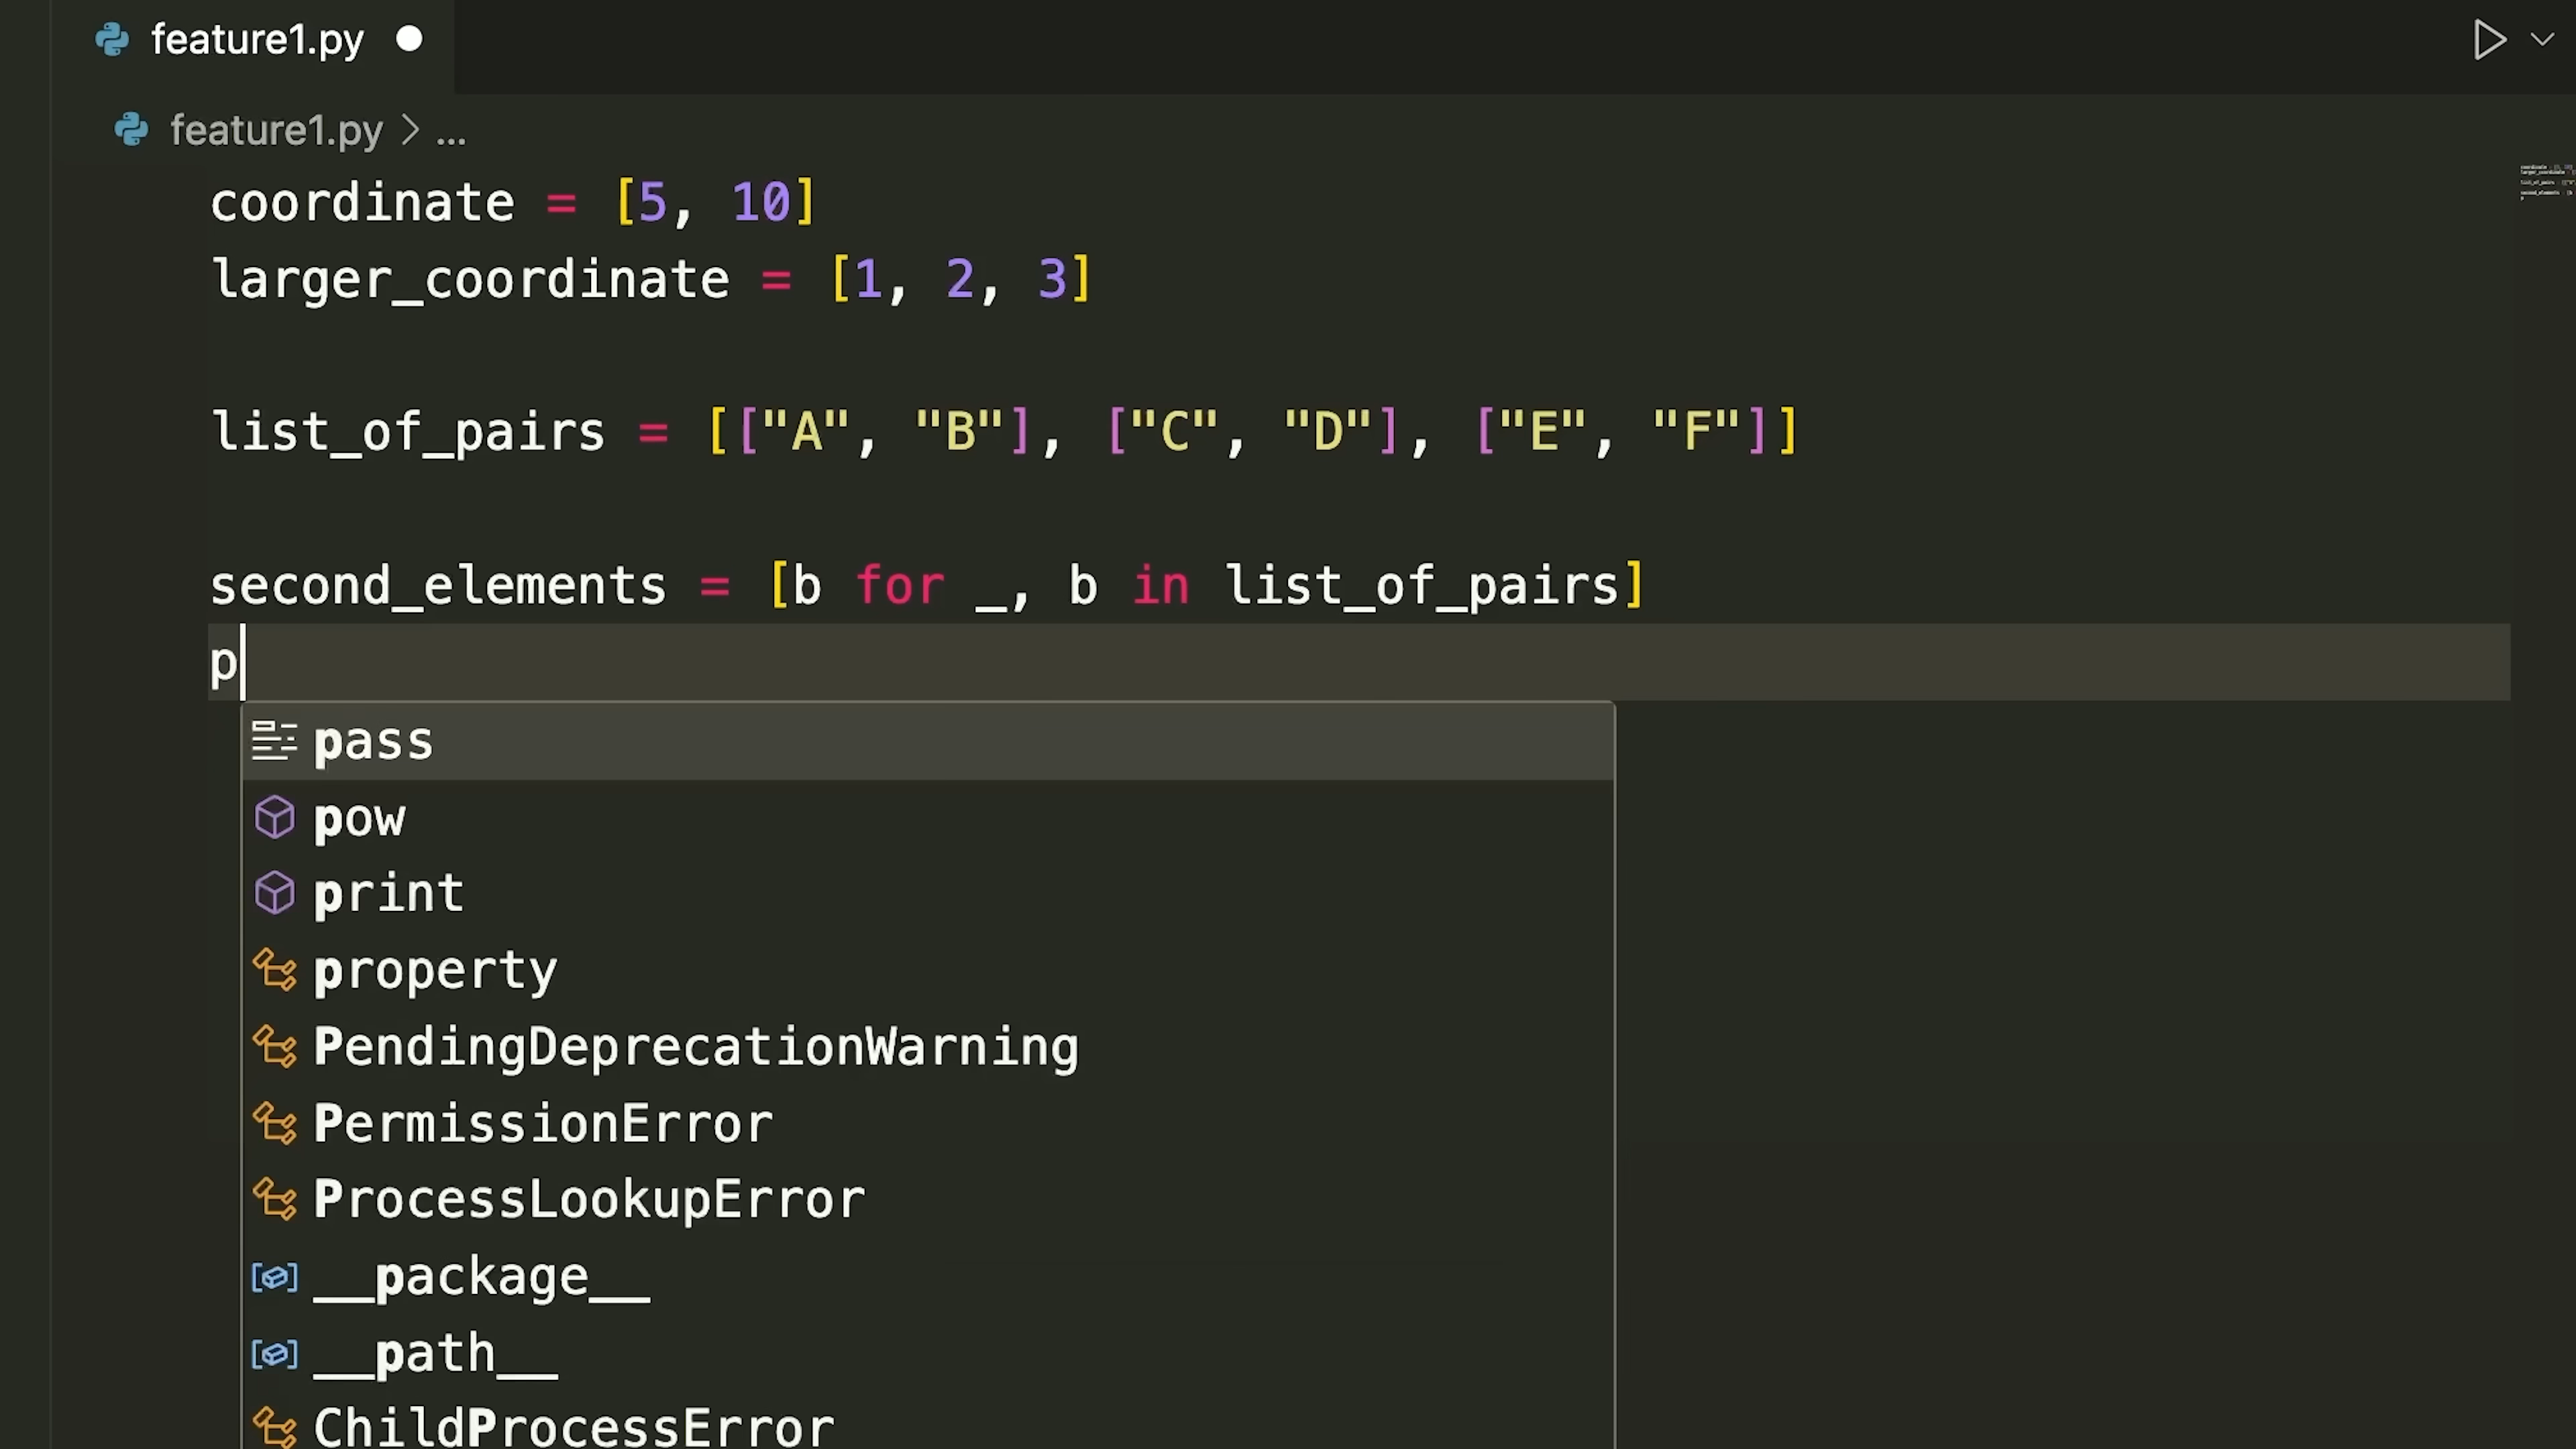 feature1.py
feature1.py > ...
coordinate = [5, 10]
larger_coordinate = [1, 2, 3]
list_of_pairs = [["A", "B"], ["C", "D"], ["E", "F"]]
second_elements = [b for _, b in list_of_pairs]
p
pass
pow
print
property
PendingDeprecationWarning
PermissionError
ProcessLookupError
__package__
__path__
ChildProcessError